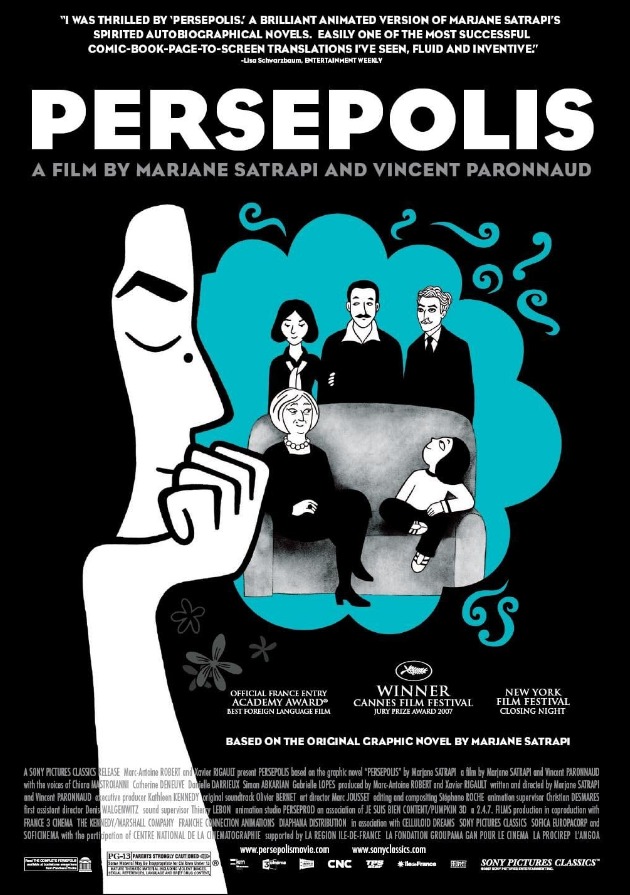 “I WAS THRILLED BY ‘PERSEPOLIS.’ A BRILLIANT ANIMATED VERSION OF MARJANE SATRAPI’S
SPIRITED AUTOBIOGRAPHICAL NOVELS. EASILY ONE OF THE MOST SUCCESSFUL
COMIC-BOOK-PAGE-TO-SCREEN TRANSLATIONS I’VE SEEN, FLUID AND INVENTIVE.”
-Lisa Schwarzbaum, ENTERTAINMENT WEEKLY
PERSEPOLIS
A FILM BY MARJANE SATRAPI AND VINCENT PARONNAUD
OFFICIAL FRANCE ENTRY
ACADEMY AWARD®
BEST FOREIGN LANGUAGE FILM
WINNER
CANNES FILM FESTIVAL
JURY PRIZE AWARD 2007
NEW YORK
FILM FESTIVAL
CLOSING NIGHT
BASED ON THE ORIGINAL GRAPHIC NOVEL BY MARJANE SATRAPI
A SONY PICTURES CLASSICS RELEASE Marc-Antoine ROBERT and Xavier RIGAULT present PERSEPOLIS based on the graphic novel “PERSEPOLIS” by Marjane SATRAPI a film by Marjane SATRAPI and Vincent PARONNAUD
with the voices of Chiara MASTROIANNI Catherine DENEUVE Danielle DARRIEUX Simon ABKARIAN Gabrielle LOPES produced by Marc-Antoine ROBERT and Xavier RIGAULT written and directed by Marjane SATRAPI
and Vincent PARONNAUD executive producer Kathleen KENNEDY original soundtrack Olivier BERNET art director Marc JOUSSET editing and compositing Stéphane ROCHE animation supervisor Christian DESMARES
first assistant director Denis WALGENWITZ sound supervisor Thierry LEBON animation studio PERSEPROD an association of JE SUIS BIEN CONTENT/PUMPKIN 3D a 2.4.7. FILMS production in coproduction with
FRANCE 3 CINEMA THE KENNEDY/MARSHALL COMPANY FRANCHE CONNECTION ANIMATIONS DIAPHANA DISTRIBUTION in association with CELLULOID DREAMS SONY PICTURES CLASSICS SOFICA EUROPACORP and
SOFICINEMA with the participation of CENTRE NATIONAL DE LA CINEMATOGRAPHIE supported by LA REGION ILE-DE-FRANCE LA FONDATION GROUPAMA GAN POUR LE CINEMA LA PROCIREP L’ANGOA
www.persepolismovie.com www.sonyclassics.com
PG-13 PARENTS STRONGLY CAUTIONED
Some Material May Be Inappropriate for Children Under 13
®
CNC
îledeFrance
SONY PICTURES CLASSICS™